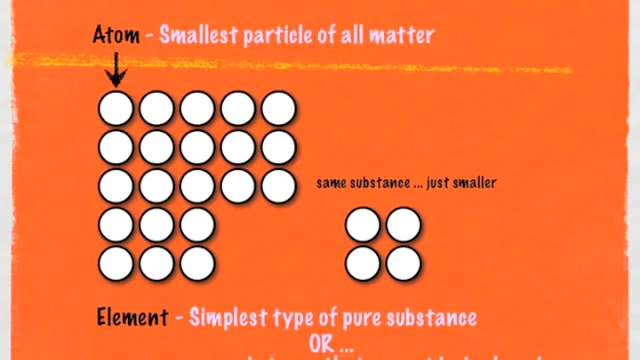 Atom - Smallest particle of all matter
same substance ... just smaller
Element - Simplest type of pure substance
OR ...